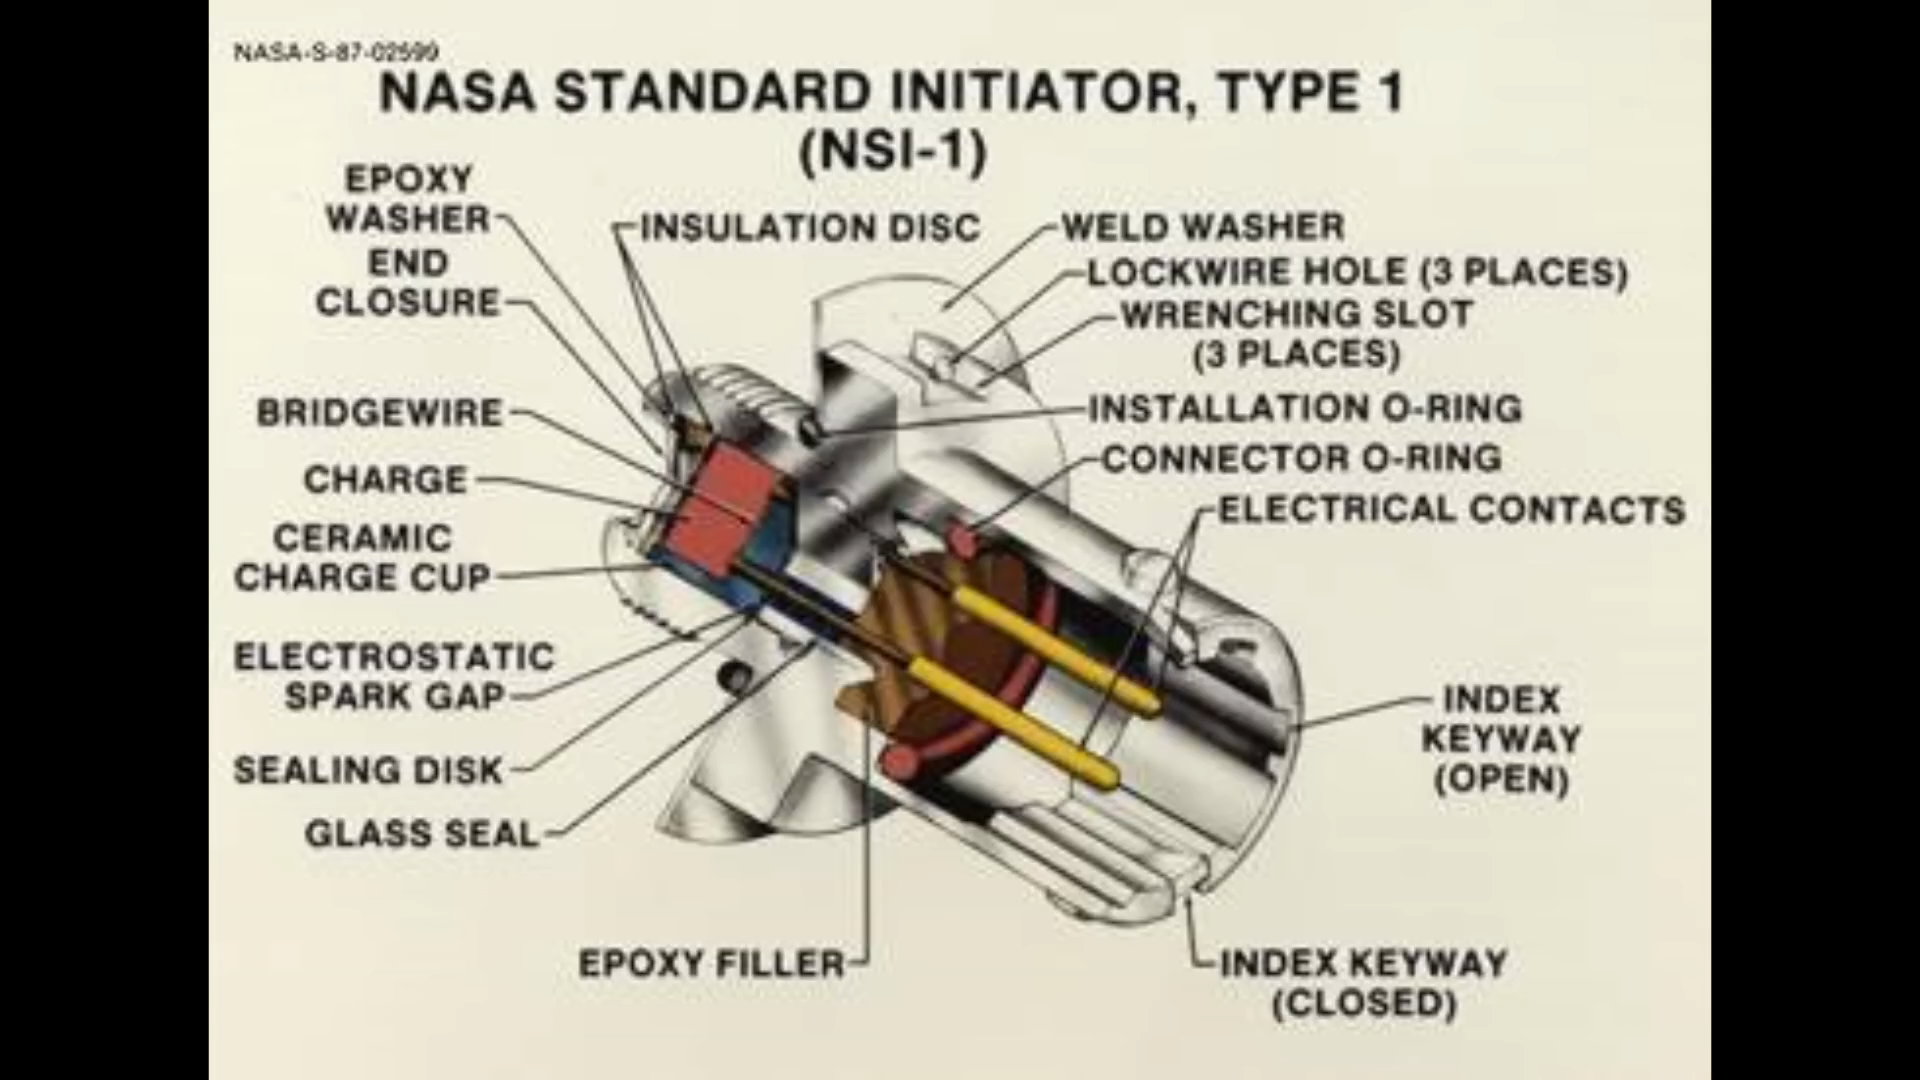 NASA-S-87-02599
NASA STANDARD INITIATOR, TYPE 1
(NSI-1)
EPOXY
WASHER
END
CLOSURE
BRIDGEWIRE
CHARGE
CERAMIC
CHARGE CUP
ELECTROSTATIC
SPARK GAP
SEALING DISK
GLASS SEAL
EPOXY FILLER
INSULATION DISC
WELD WASHER
LOCKWIRE HOLE (3 PLACES)
WRENCHING SLOT
(3 PLACES)
INSTALLATION O-RING
CONNECTOR O-RING
ELECTRICAL CONTACTS
INDEX
KEYWAY
(OPEN)
INDEX KEYWAY
(CLOSED)